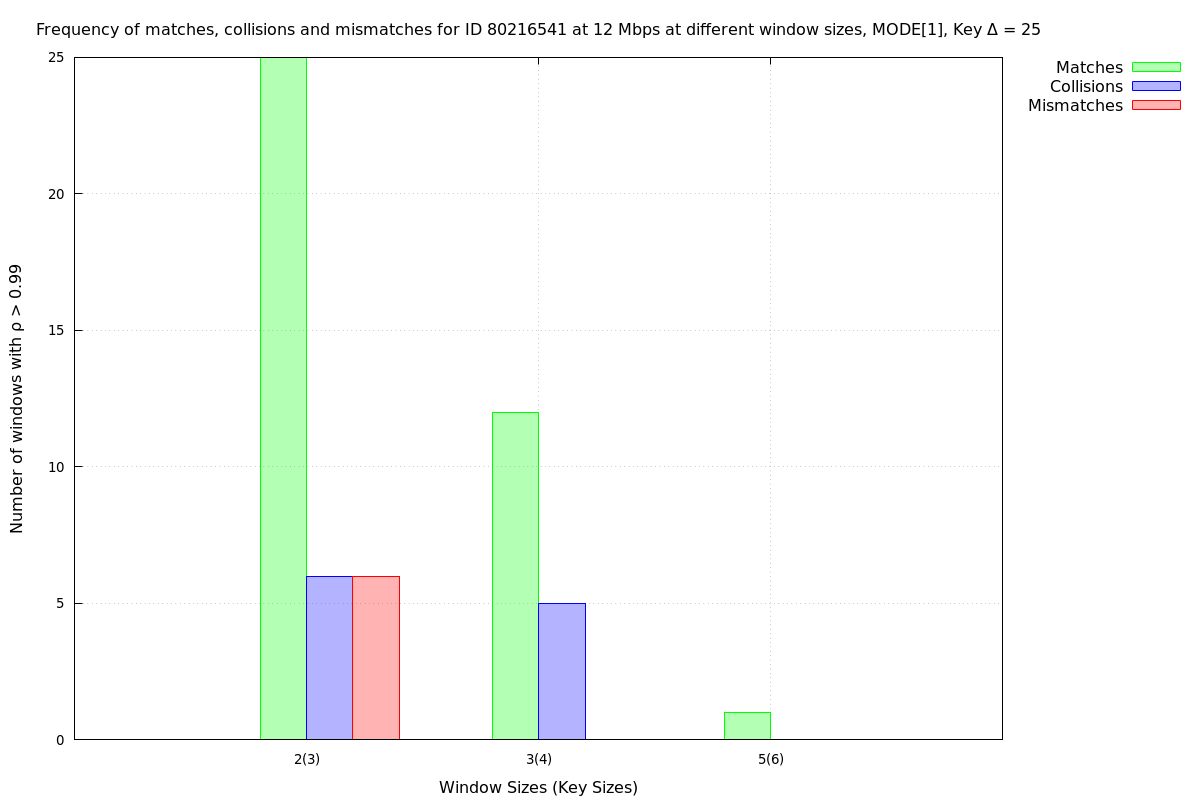 Frequency of matches, collisions and mismatches for ID 80216541 at 12 Mbps at different window sizes, MODE[1], Key Δ = 25
Matches
Collisions
Mismatches
Number of windows with ρ > 0.99
25
20
15
10
5
0
2(3)
3(4)
5(6)
Window Sizes (Key Sizes)